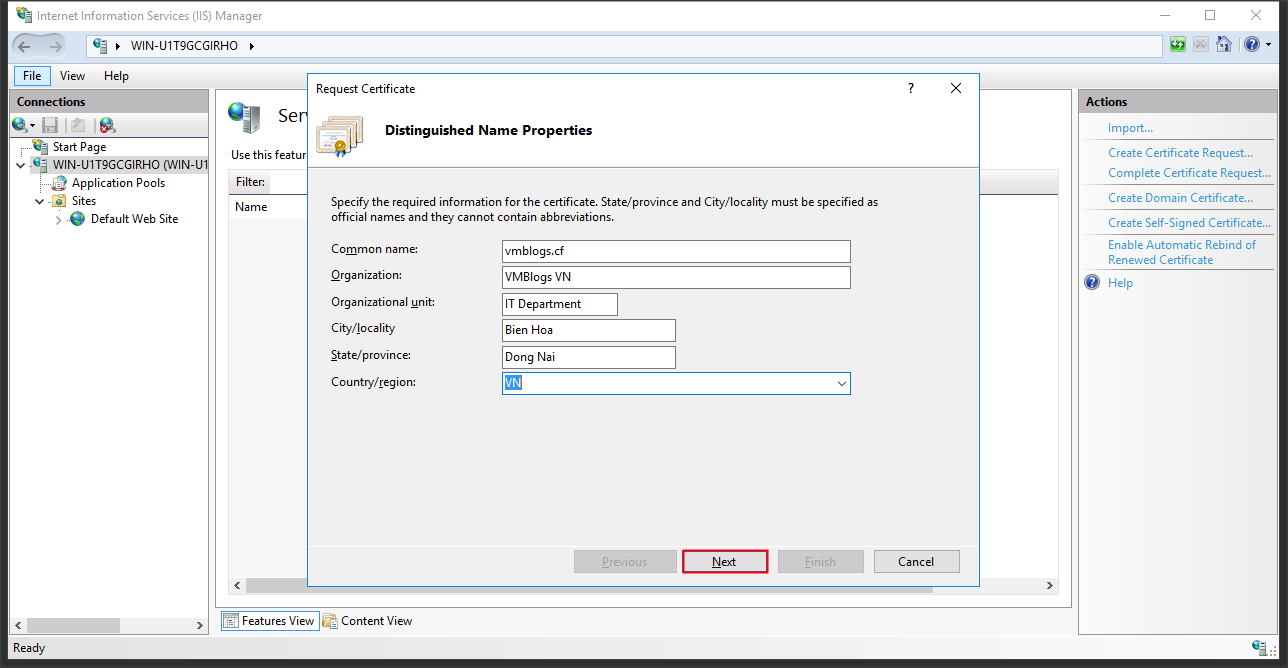 Internet Information Services (IIS) Manager
WIN-U1T9GCGIRHO
File View Help
Connections
Start Page
WIN-U1T9GCGIRHO (WIN-U1
Application Pools
Sites
Default Web Site
Ser
Use this featur
Filter:
Name
Request Certificate
?
Distinguished Name Properties
Specify the required information for the certificate. State/province and City/locality must be specified as
official names and they cannot contain abbreviations.
Common name: vmblogs.cf
Organization: VMBlogs VN
Organizational unit: IT Department
City/locality Bien Hoa
State/province: Dong Nai
Country/region: VN
Previous Next Finish Cancel
Features View Content View
Actions
Import...
Create Certificate Request...
Complete Certificate Request...
Create Domain Certificate...
Create Self-Signed Certificate...
Enable Automatic Rebind of
Renewed Certificate
Help
Ready